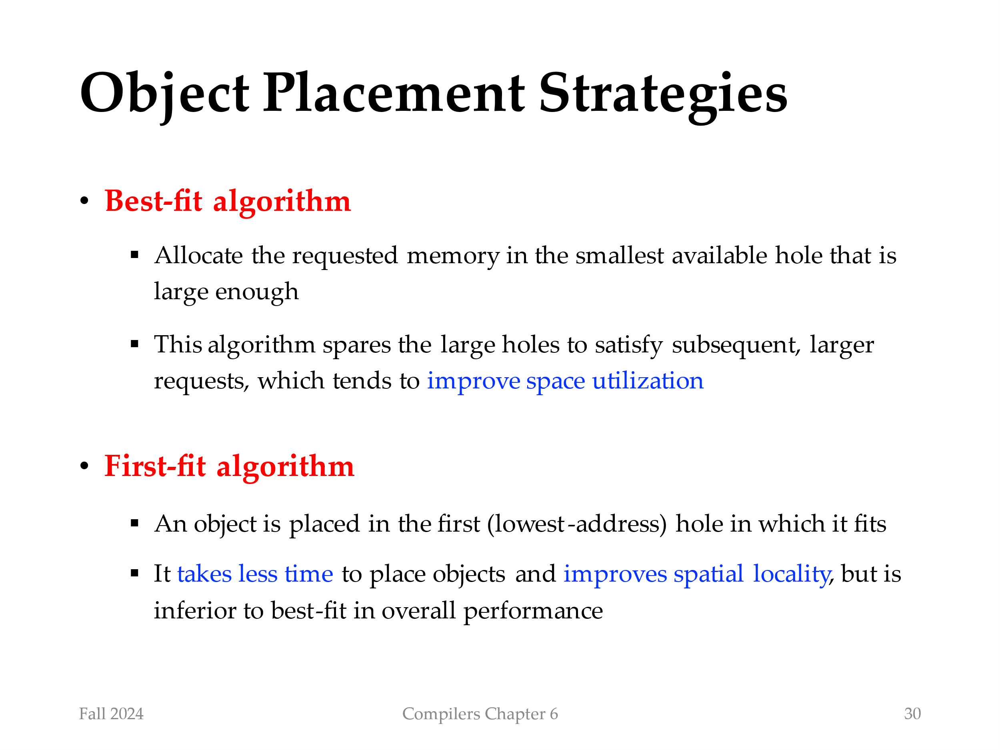 Object Placement Strategies
• Best-fit algorithm
▪ Allocate the requested memory in the smallest available hole that is
large enough
▪ This algorithm spares the large holes to satisfy subsequent, larger
requests, which tends to improve space utilization
• First-fit algorithm
▪ An object is placed in the first (lowest-address) hole in which it fits
▪ It takes less time to place objects and improves spatial locality, but is
inferior to best-fit in overall performance
Fall 2024
Compilers Chapter 6
30